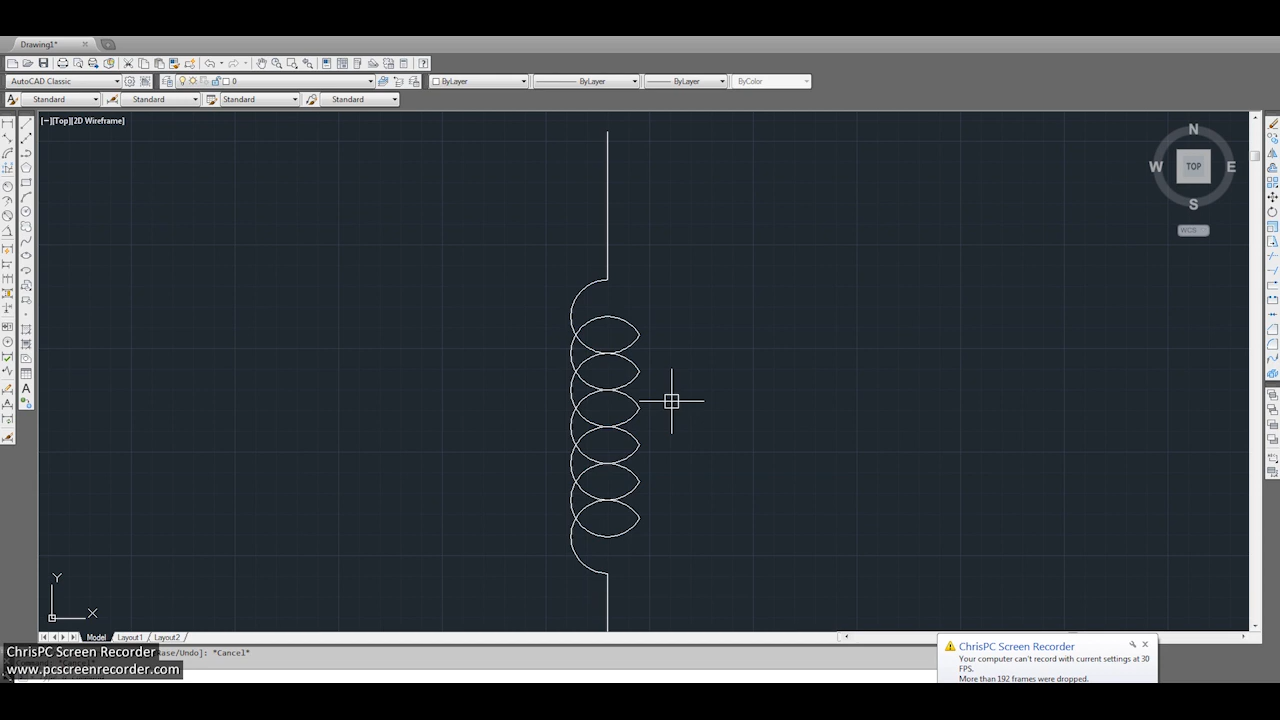 Drawing1*
AutoCAD Classic
0
ByLayer
ByLayer
ByLayer
ByColor
Standard
Standard
Standard
Standard
[−][Top][2D Wireframe]
N
W
TOP
E
S
WCS
A
Y
X
Model
Layout1
Layout2
ase/Undo]: *Cancel*
ChrisPC Screen Recorder
www.pcscreenrecorder.com
ChrisPC Screen Recorder
Your computer can't record with current settings at 30
FPS.
More than 192 frames were dropped.